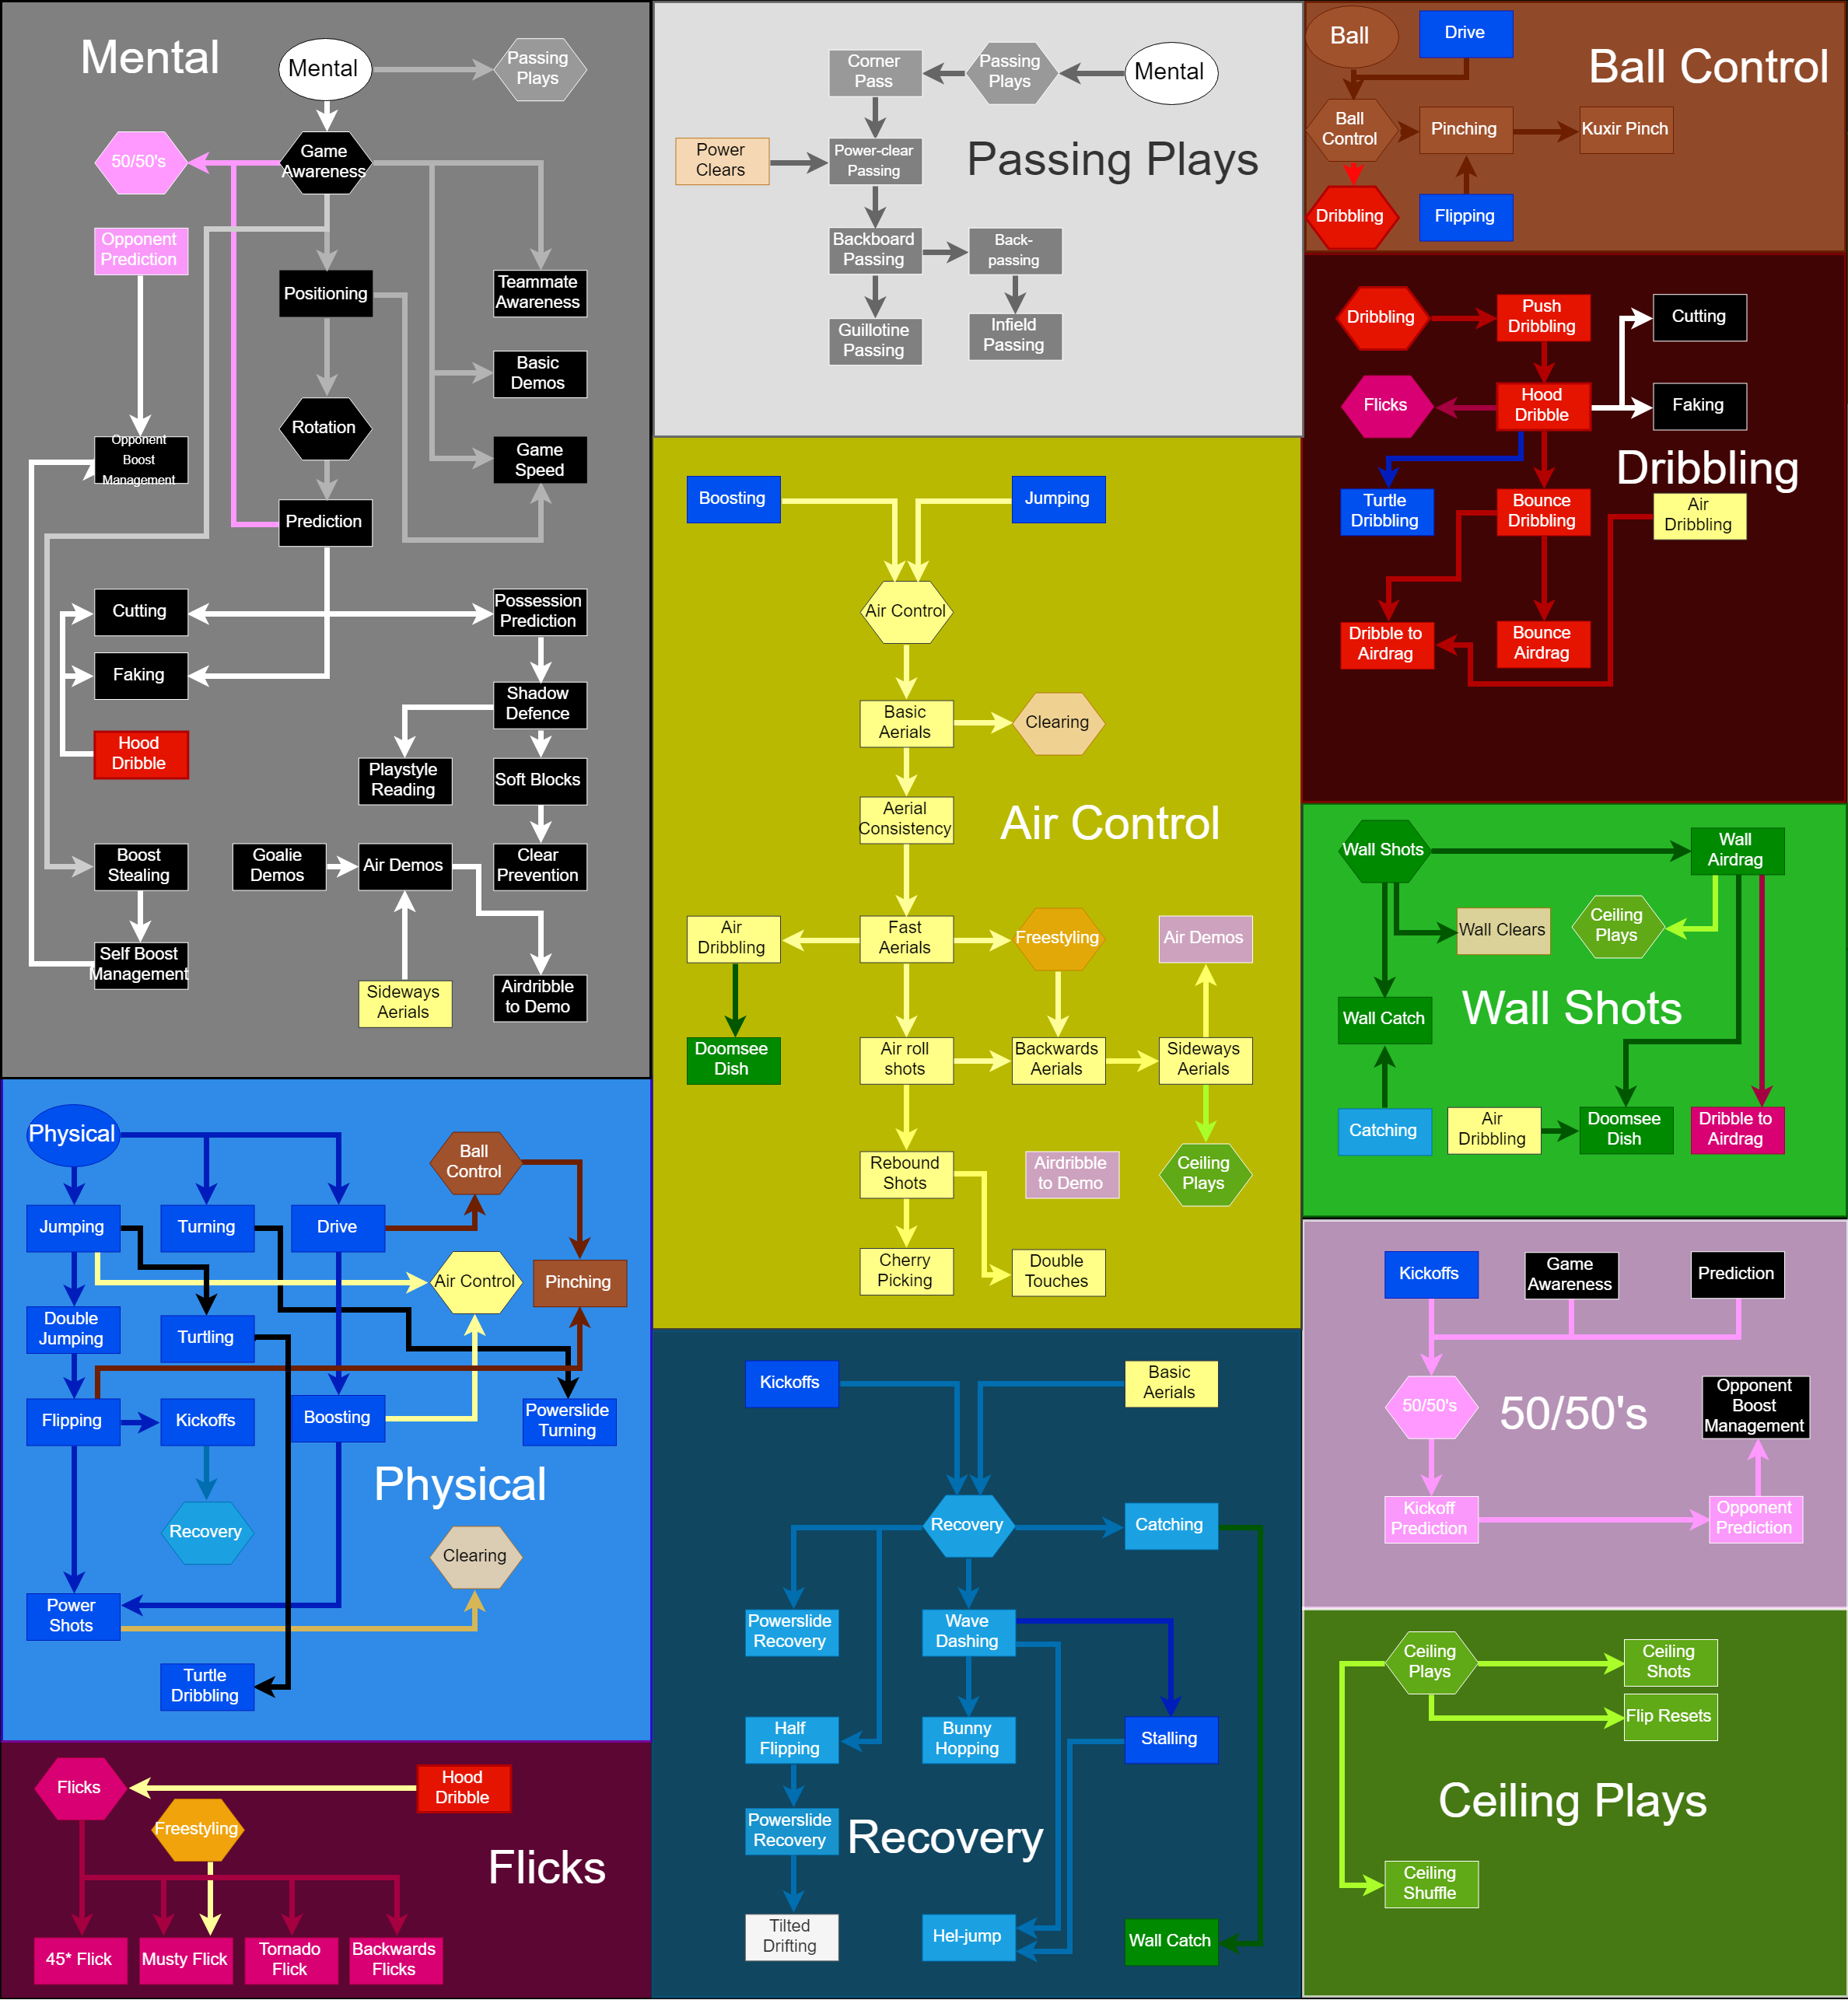 Mental
Mental
Passing
Plays
50/50's
Game
Awareness
Opponent
Prediction
Positioning
Teammate
Awareness
Basic
Demos
Rotation
Opponent
Boost
Management
Game
Speed
Prediction
Cutting
Possession
Prediction
Faking
Shadow
Defence
Hood
Dribble
Playstyle
Reading
Soft Blocks
Boost
Stealing
Goalie
Demos
Air Demos
Clear
Prevention
Self Boost
Management
Sideways
Aerials
Airdribble
to Demo
Corner
Pass
Passing
Plays
Mental
Power
Clears
Power-clear
Passing
Passing Plays
Backboard
Passing
Back-
passing
Guillotine
Passing
Infield
Passing
Ball
Drive
Ball Control
Ball
Control
Pinching
Kuxir Pinch
Dribbling
Flipping
Dribbling
Push
Dribbling
Cutting
Flicks
Hood
Dribble
Faking
Dribbling
Turtle
Dribbling
Bounce
Dribbling
Air
Dribbling
Dribble to
Airdrag
Bounce
Airdrag
Boosting
Jumping
Air Control
Basic
Aerials
Clearing
Aerial
Consistency
Air Control
Air
Dribbling
Fast
Aerials
Freestyling
Air Demos
Doomsee
Dish
Air roll
shots
Backwards
Aerials
Sideways
Aerials
Rebound
Shots
Airdribble
to Demo
Ceiling
Plays
Cherry
Picking
Double
Touches
Wall Shots
Wall
Airdrag
Wall Clears
Ceiling
Plays
Wall Catch
Wall Shots
Catching
Air
Dribbling
Doomsee
Dish
Dribble to
Airdrag
Physical
Ball
Control
Jumping
Turning
Drive
Air Control
Pinching
Double
Jumping
Turtling
Flipping
Kickoffs
Boosting
Powerslide
Turning
Physical
Recovery
Clearing
Power
Shots
Turtle
Dribbling
Kickoffs
Game
Awareness
Prediction
50/50's
50/50's
Opponent
Boost
Management
Kickoff
Prediction
Opponent
Prediction
Kickoffs
Basic
Aerials
Recovery
Catching
Powerslide
Recovery
Wave
Dashing
Half
Flipping
Bunny
Hopping
Stalling
Powerslide
Recovery
Recovery
Tilted
Drifting
Hel-jump
Wall Catch
Ceiling
Plays
Ceiling
Shots
Flip Resets
Ceiling Plays
Ceiling
Shuffle
Flicks
Hood
Dribble
Freestyling
Flicks
45* Flick
Musty Flick
Tornado
Flick
Backwards
Flicks